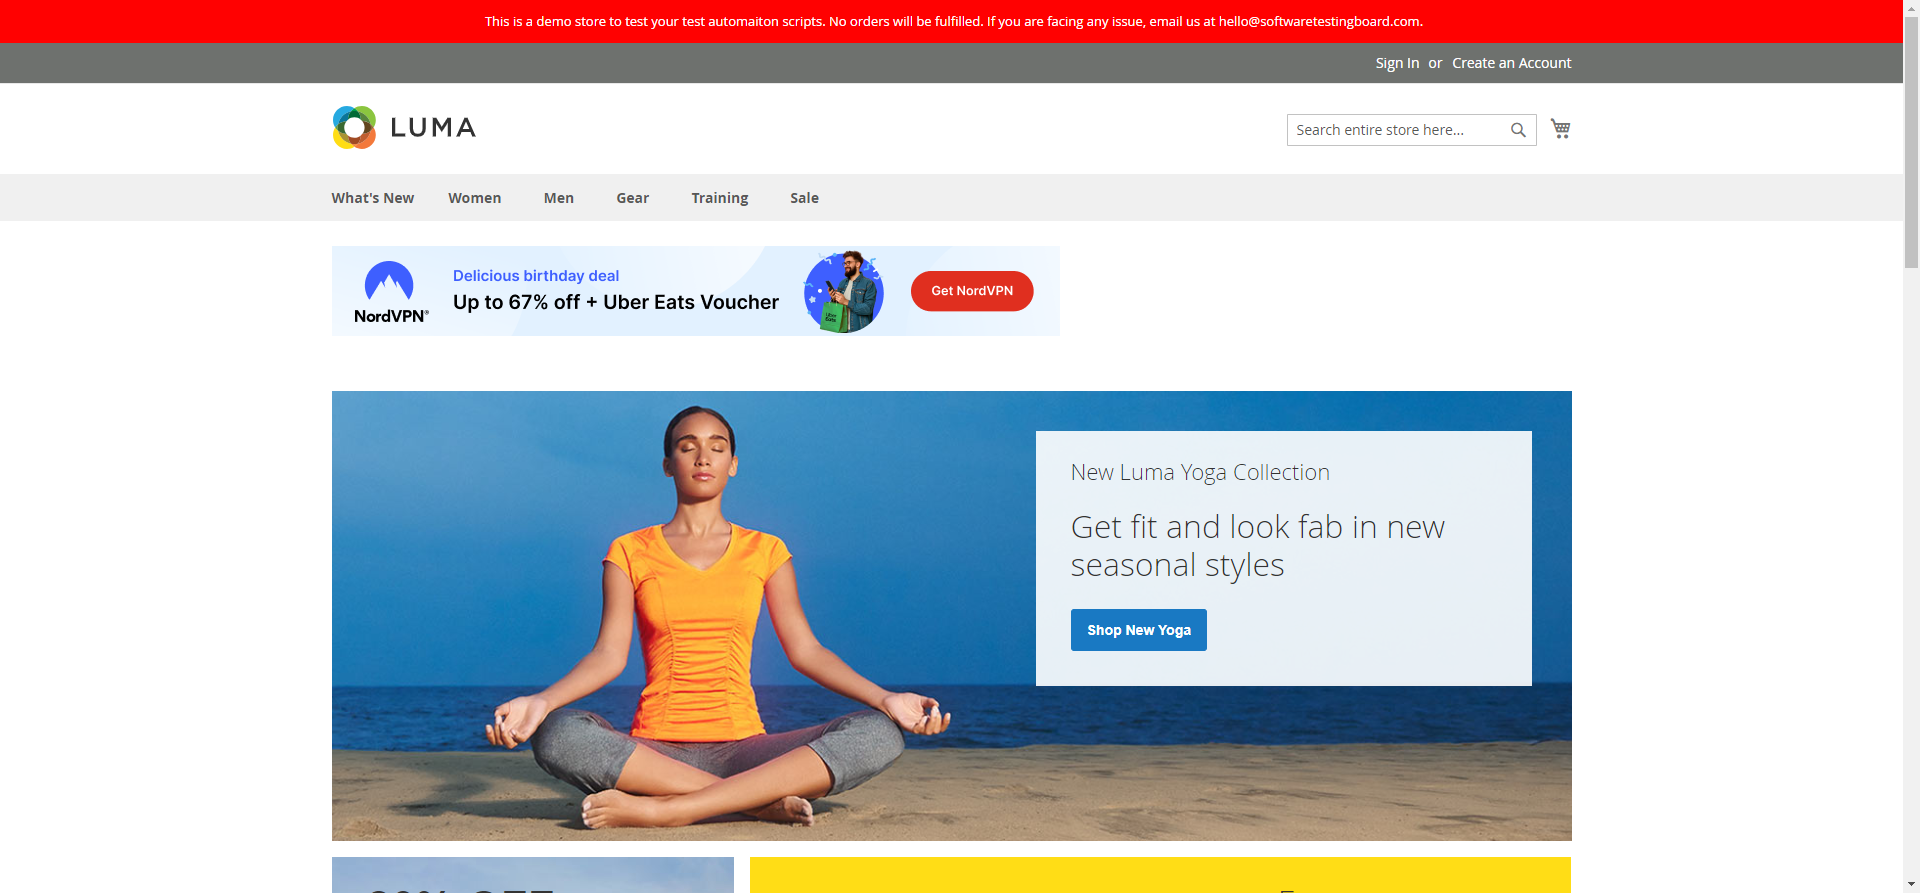 This is a demo store to test your test automaiton scripts. No orders will be fulfilled. If you are facing any issue, email us at hello@softwaretestingboard.com.
Sign In or Create an Account
LUMA
Search entire store here...
What's New Women Men Gear Training Sale
NordVPN®
Delicious birthday deal
Up to 67% off + Uber Eats Voucher
Uber Eats
Get NordVPN
New Luma Yoga Collection
Get fit and look fab in new
seasonal styles
Shop New Yoga